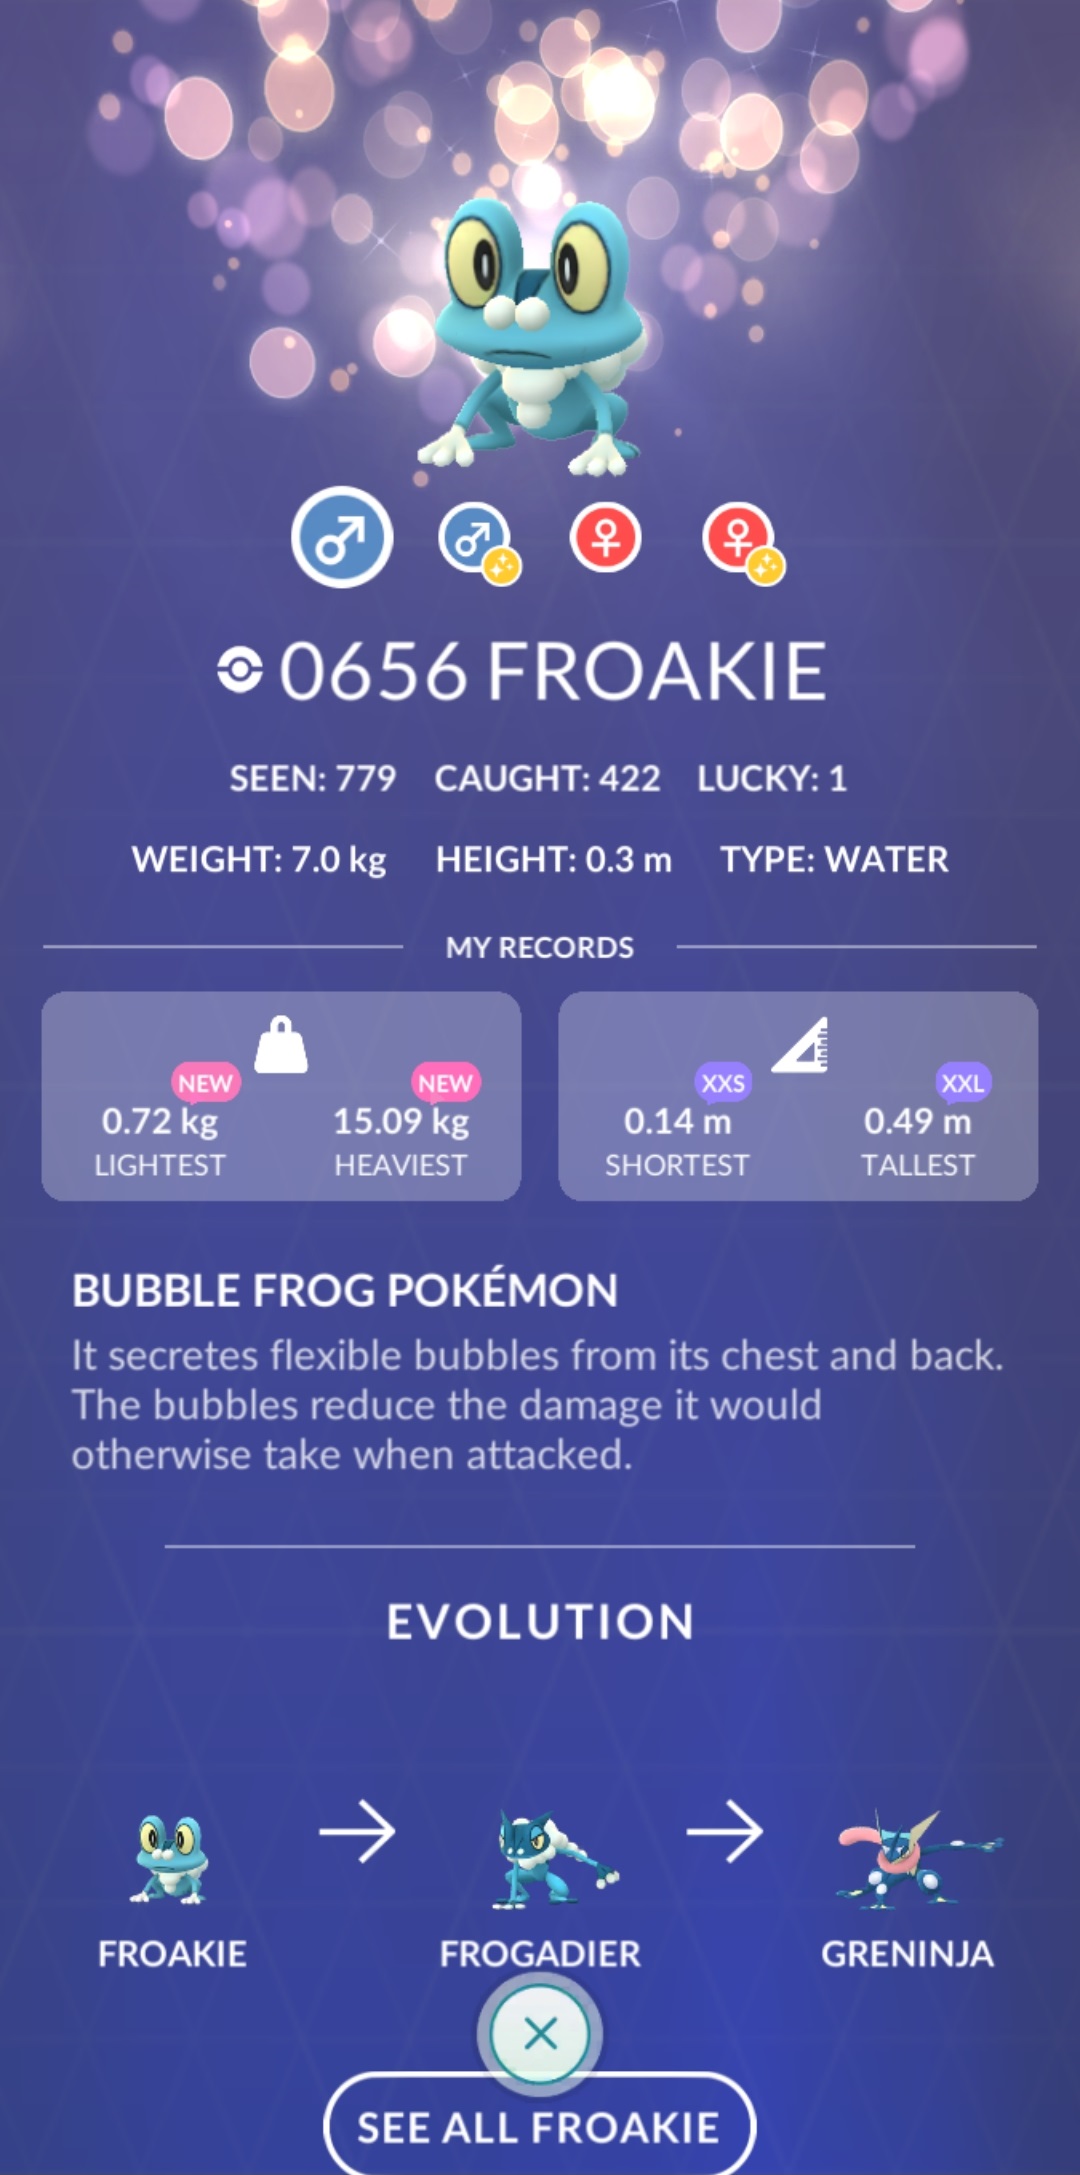 0656 FROAKIE
SEEN: 779 CAUGHT: 422 LUCKY: 1
WEIGHT: 7.0 kg HEIGHT: 0.3 m TYPE: WATER
MY RECORDS
NEW NEW XXS XXL
0.72 kg 15.09 kg 0.14 m 0.49 m
LIGHTEST HEAVIEST SHORTEST TALLEST
BUBBLE FROG POKÉMON
It secretes flexible bubbles from its chest and back.
The bubbles reduce the damage it would
otherwise take when attacked.
EVOLUTION
FROAKIE FROGADIER GRENINJA
SEE ALL FROAKIE